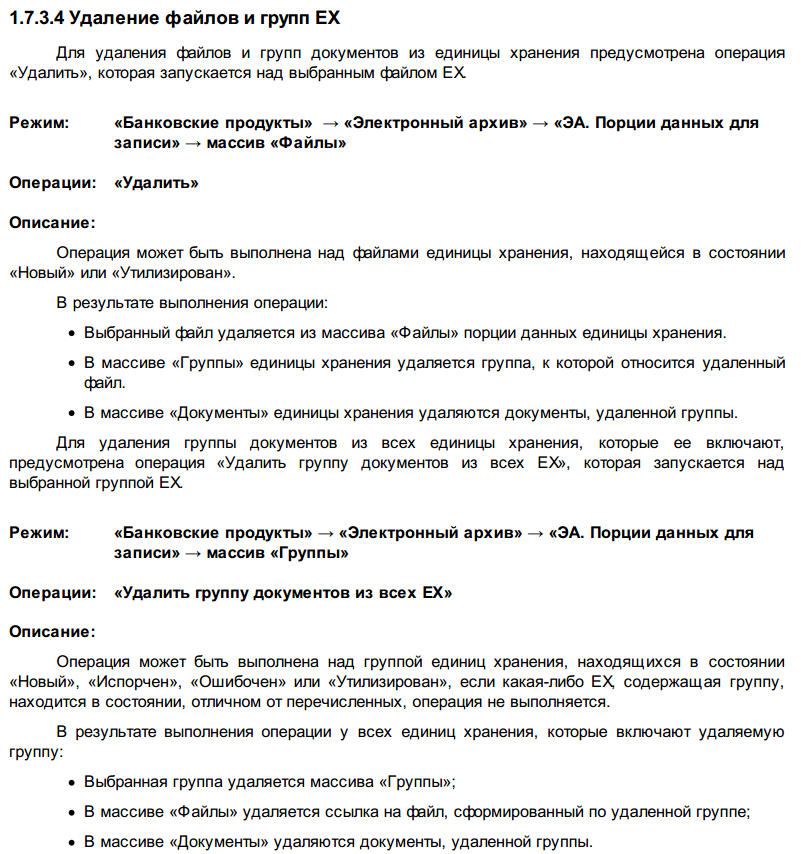 1.7.3.4 Удаление файлов и групп ЕХ
Для удаления файлов и групп документов из единицы хранения предусмотрена операция
«Удалить», которая запускается над выбранным файлом ЕХ.
Режим: «Банковские продукты» → «Электронный архив» → «ЭА. Порции данных для
записи» → массив «Файлы»
Операции: «Удалить»
Описание:
Операция может быть выполнена над файлами единицы хранения, находящейся в состоянии
«Новый» или «Утилизирован».
В результате выполнения операции:
• Выбранный файл удаляется из массива «Файлы» порции данных единицы хранения.
• В массиве «Группы» единицы хранения удаляется группа, к которой относится удаленный
файл.
• В массиве «Документы» единицы хранения удаляются документы, удаленной группы.
Для удаления группы документов из всех единицы хранения, которые ее включают,
предусмотрена операция «Удалить группу документов из всех ЕХ», которая запускается над
выбранной группой ЕХ.
Режим: «Банковские продукты» → «Электронный архив» → «ЭА. Порции данных для
записи» → массив «Группы»
Операции: «Удалить группу документов из всех ЕХ»
Описание:
Операция может быть выполнена над группой единиц хранения, находящихся в состоянии
«Новый», «Испорчен», «Ошибочен» или «Утилизирован», если какая-либо ЕХ, содержащая группу,
находится в состоянии, отличном от перечисленных, операция не выполняется.
В результате выполнения операции у всех единиц хранения, которые включают удаляемую
группу:
• Выбранная группа удаляется массива «Группы»;
• В массиве «Файлы» удаляется ссылка на файл, сформированный по удаленной группе;
• В массиве «Документы» удаляются документы, удаленной группы.